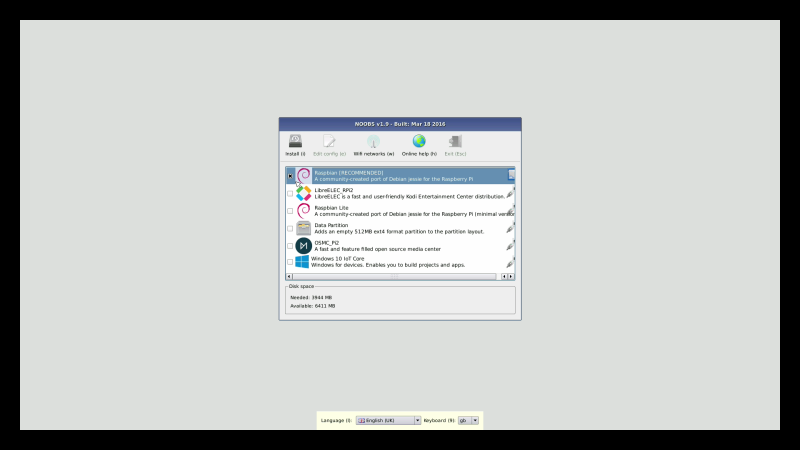 NOOBS v1.9 - Built: Mar 18 2016
Install (i) Edit config (e) Wifi networks (w) Online help (h) Exit (Esc)
Raspbian [RECOMMENDED]
A community-created port of Debian jessie for the Raspberry Pi
LibreELEC_RPi2
LibreELEC is a fast and user-friendly Kodi Entertainment Center distribution.
Raspbian Lite
A community-created port of Debian jessie for the Raspberry Pi (minimal version
Data Partition
Adds an empty 512MB ext4 format partition to the partition layout.
OSMC_Pi2
A fast and feature filled open source media center
Windows 10 IoT Core
Windows for devices. Enables you to build projects and apps.
Disk space
Needed: 3944 MB
Available: 6411 MB
Language (l): English (UK) Keyboard (9): gb